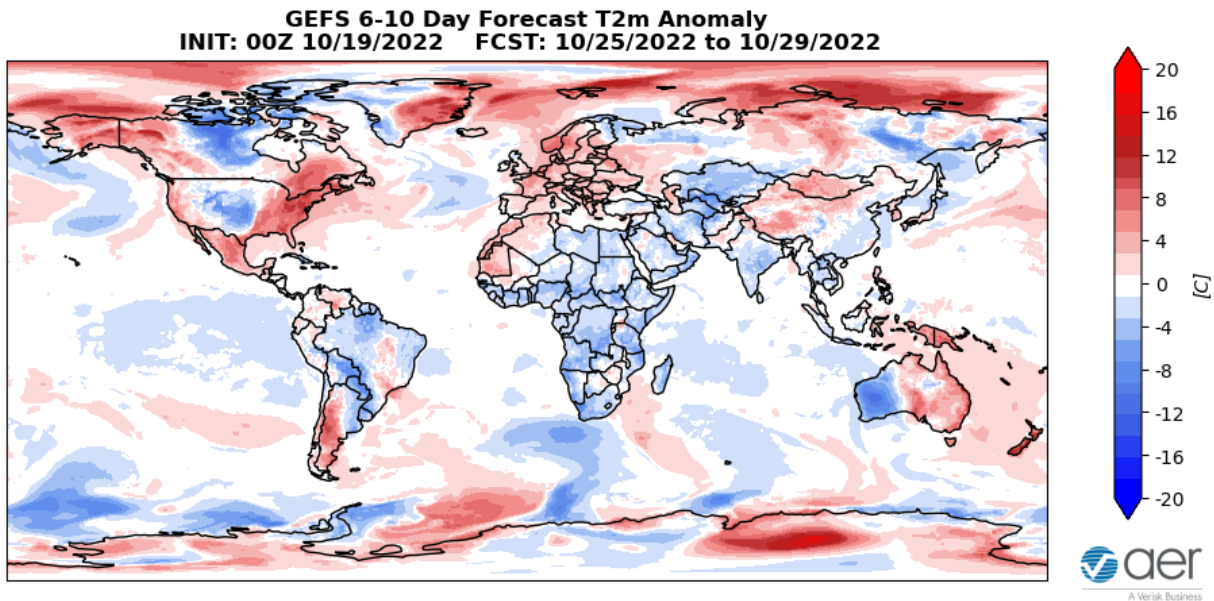 GEFS 6-10 Day Forecast T2m Anomaly
INIT: 00Z 10/19/2022 FCST: 10/25/2022 to 10/29/2022
20
16
12
8
4
0
-4
-8
-12
-16
-20
[C]
aer
A Verisk Business